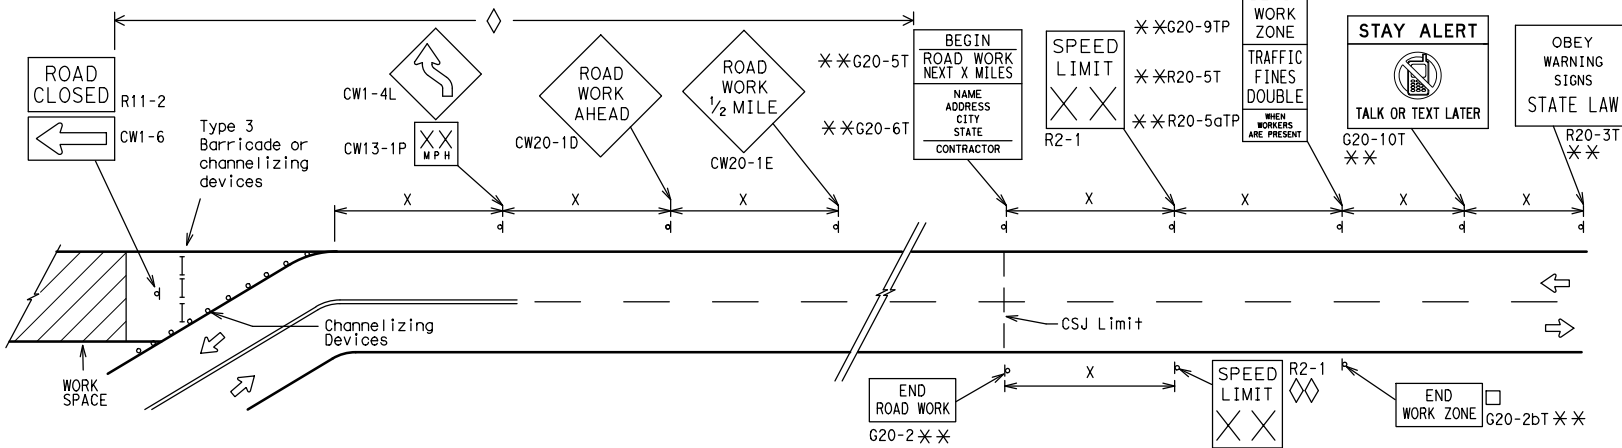 ROAD
CLOSED
R11-2
CW1-6
Type 3
Barricade or
channelizing
devices
CW1-4L
CW13-1P
XX
MPH
ROAD
WORK
AHEAD
CW20-1D
ROAD
WORK
1/2 MILE
CW20-1E
**G20-5T
**G20-6T
BEGIN
ROAD WORK
NEXT X MILES
NAME
ADDRESS
CITY
STATE
CONTRACTOR
SPEED
LIMIT
XX
R2-1
**G20-9TP
**R20-5T
**R20-5aTP
WORK
ZONE
TRAFFIC
FINES
DOUBLE
WHEN
WORKERS
ARE PRESENT
STAY ALERT
TALK OR TEXT LATER
G20-10T
**
OBEY
WARNING
SIGNS
STATE LAW
R20-3T
**
X
X
X
X
X
X
X
Channelizing
Devices
CSJ Limit
WORK
SPACE
END
ROAD WORK
G20-2**
X
SPEED
LIMIT
XX
R2-1
END
WORK ZONE
G20-2bT**